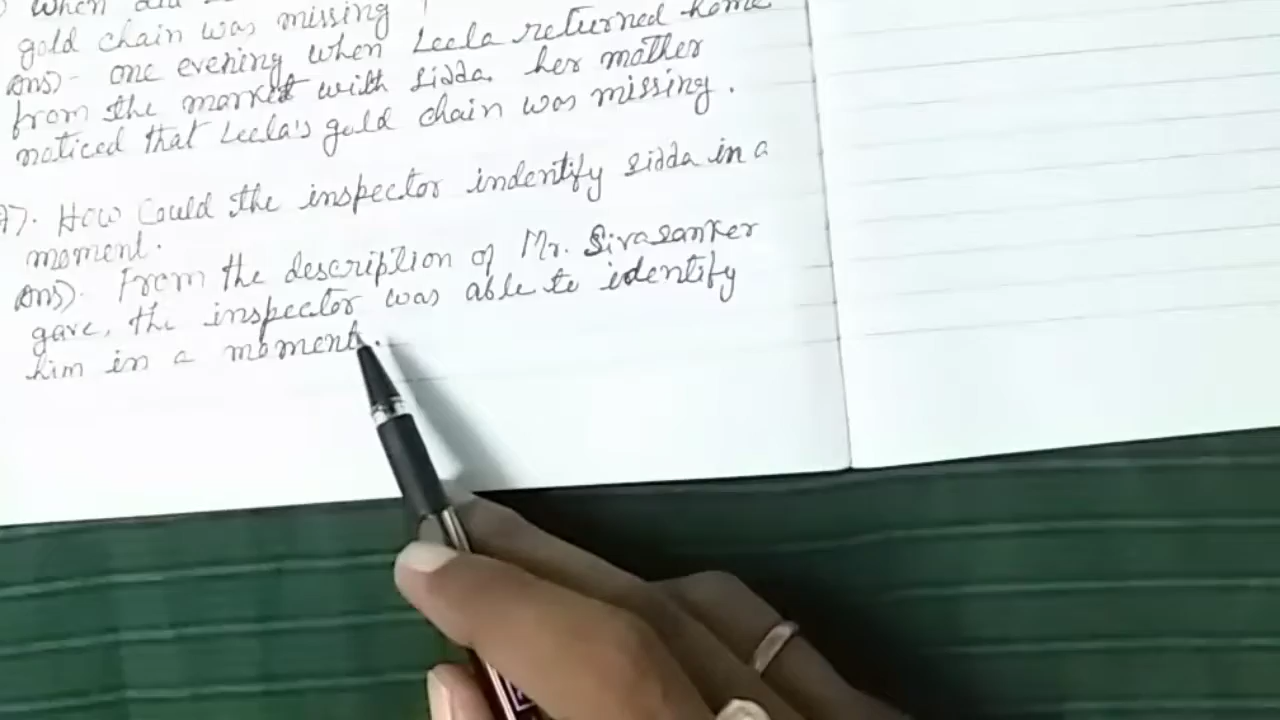 When did
gold chain was missing
Ans)- one evening when Leela returned home
from the market with Sidda, her mother
noticed that Leela's gold chain was missing.
7). How could the inspector indentify Sidda in a
moment.
Ans). From the description of Mr. Sivasanker
gave, the inspector was able to identify
him in a moment.